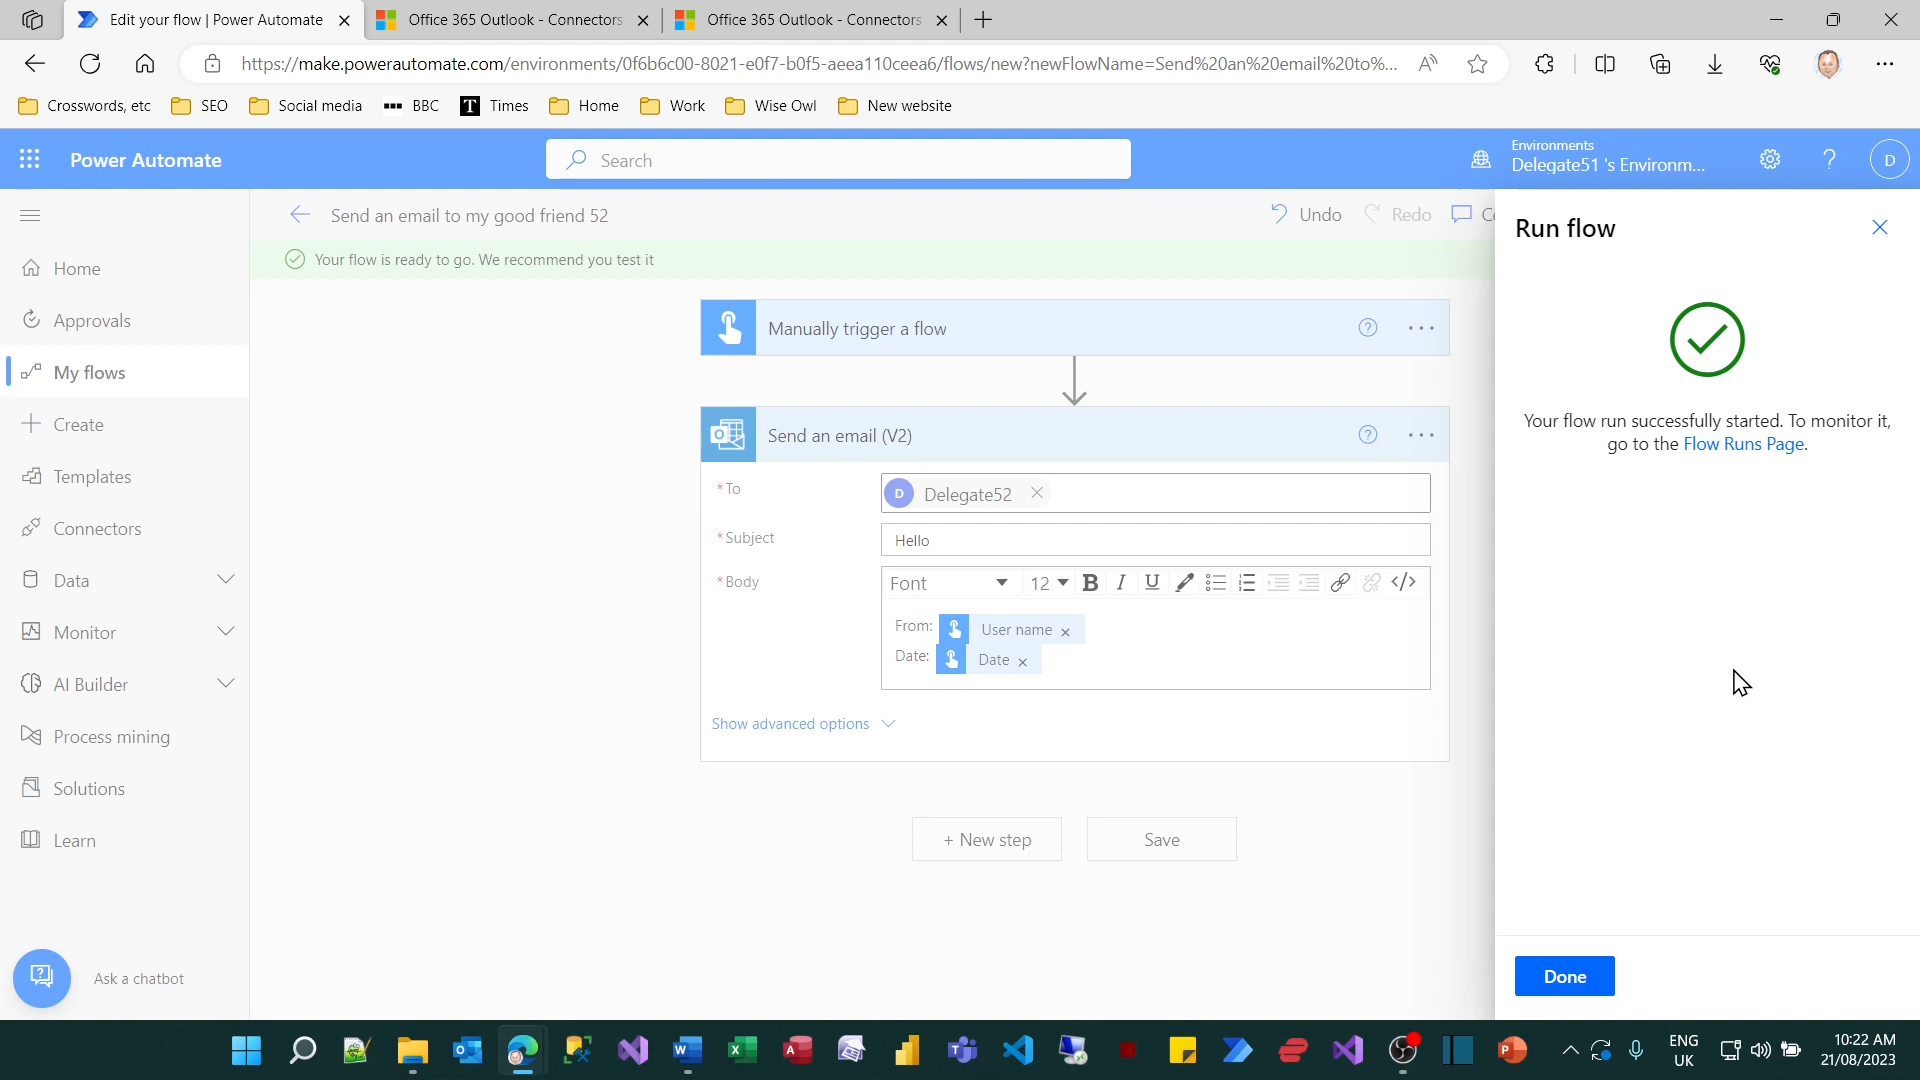 Edit your flow | Power Automate
Office 365 Outlook - Connectors
Office 365 Outlook - Connectors
https://make.powerautomate.com/environments/0f6b6c00-8021-e0f7-b0f5-aeea110ceea6/flows/new?newFlowName=Send%20an%20email%20to%...
Crosswords, etc
SEO
Social media
BBC
Times
Home
Work
Wise Owl
New website
Power Automate
Search
Environments
Delegate51 's Environm...
D
Send an email to my good friend 52
Undo
Redo
Your flow is ready to go. We recommend you test it
Home
Approvals
My flows
Create
Templates
Connectors
Data
Monitor
AI Builder
Process mining
Solutions
Learn
Ask a chatbot
Manually trigger a flow
Send an email (V2)
* To
D Delegate52
* Subject
Hello
* Body
Font 12 B I U </>
From: User name
Date: Date
Show advanced options
+ New step
Save
Run flow
Your flow run successfully started. To monitor it,
go to the Flow Runs Page.
Done
ENG
UK
10:22 AM
21/08/2023